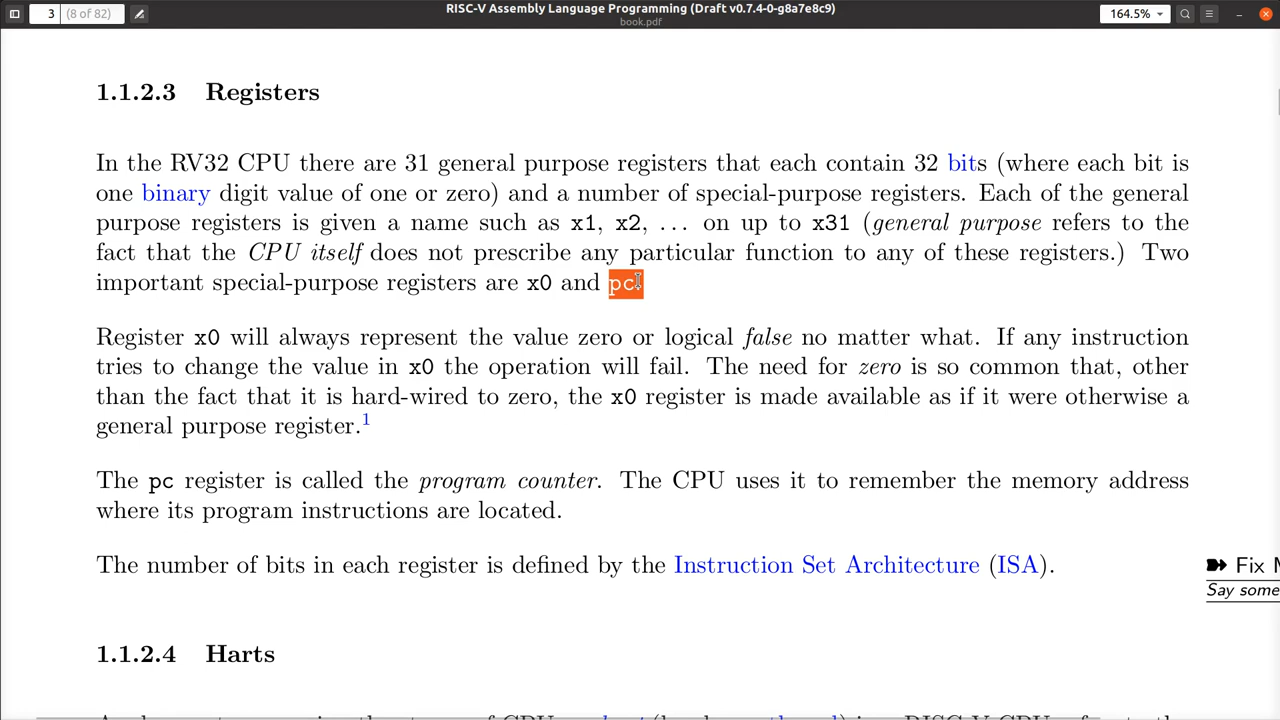 RISC-V Assembly Language Programming (Draft v0.7.4-0-g8a7e8c9)
book.pdf
3 (8 of 82)
164.5%
1.1.2.3 Registers
In the RV32 CPU there are 31 general purpose registers that each contain 32 bits (where each bit is
one binary digit value of one or zero) and a number of special-purpose registers. Each of the general
purpose registers is given a name such as x1, x2, ... on up to x31 (general purpose refers to the
fact that the CPU itself does not prescribe any particular function to any of these registers.) Two
important special-purpose registers are x0 and pc.
Register x0 will always represent the value zero or logical false no matter what. If any instruction
tries to change the value in x0 the operation will fail. The need for zero is so common that, other
than the fact that it is hard-wired to zero, the x0 register is made available as if it were otherwise a
general purpose register.1
The pc register is called the program counter. The CPU uses it to remember the memory address
where its program instructions are located.
The number of bits in each register is defined by the Instruction Set Architecture (ISA).
Fix
Say some
1.1.2.4 Harts